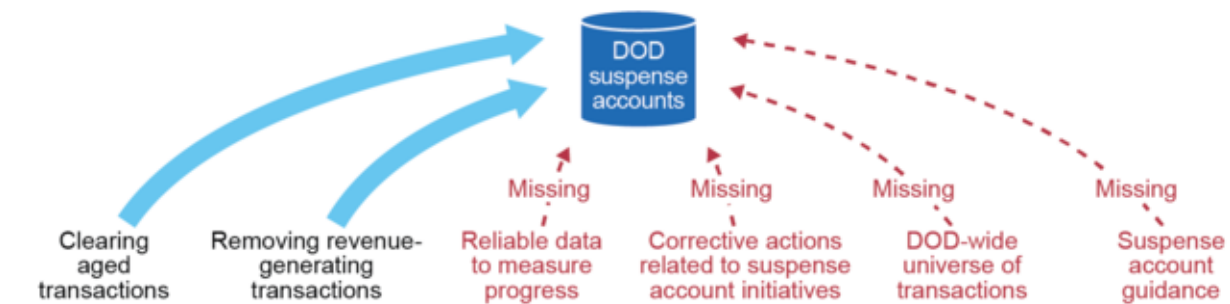 DOD
suspense
accounts
Missing
Missing
Missing
Missing
Clearing
aged
transactions
Removing revenue-
generating
transactions
Reliable data
to measure
progress
Corrective actions
related to suspense
account initiatives
DOD-wide
universe of
transactions
Suspense
account
guidance